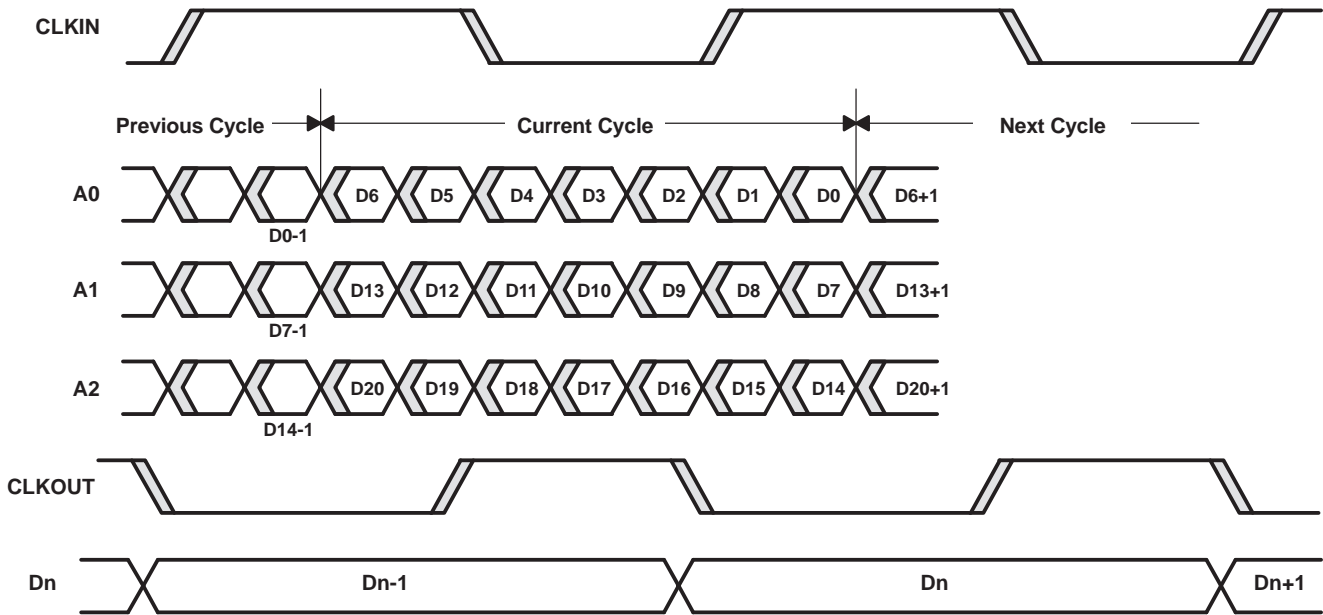 CLKIN
Previous Cycle Current Cycle Next Cycle
A0 D6 D5 D4 D3 D2 D1 D0 D6+1
D0-1
A1 D13 D12 D11 D10 D9 D8 D7 D13+1
D7-1
A2 D20 D19 D18 D17 D16 D15 D14 D20+1
D14-1
CLKOUT
Dn Dn-1 Dn Dn+1